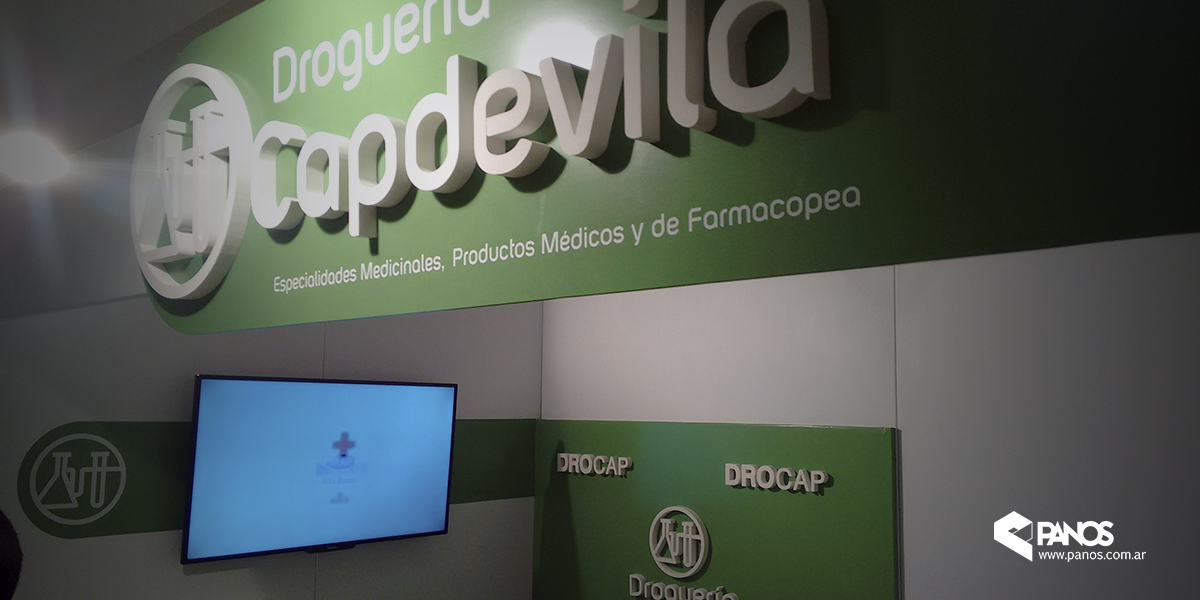 Droguería
capdevila
Especialidades Medicinales, Productos Médicos y de Farmacopea
DROCAP
DROCAP
Droguería
PANOS
www.panos.com.ar